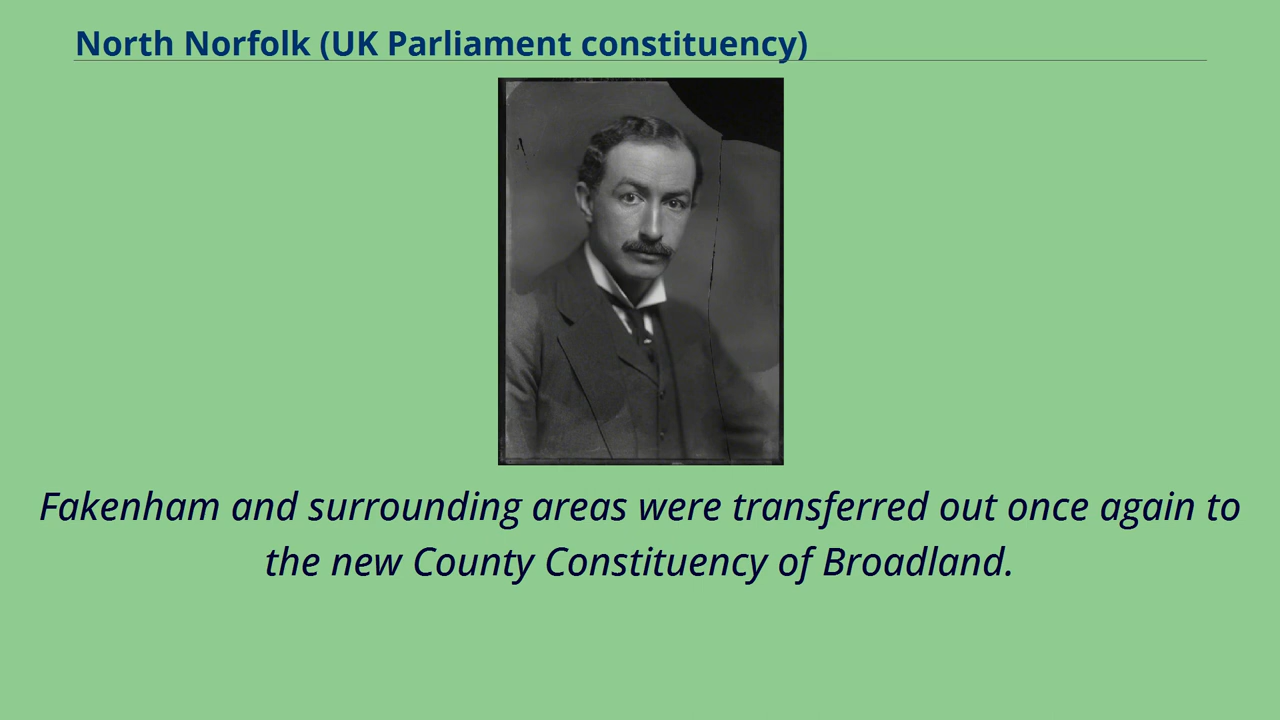 North Norfolk (UK Parliament constituency)
Fakenham and surrounding areas were transferred out once again to
the new County Constituency of Broadland.